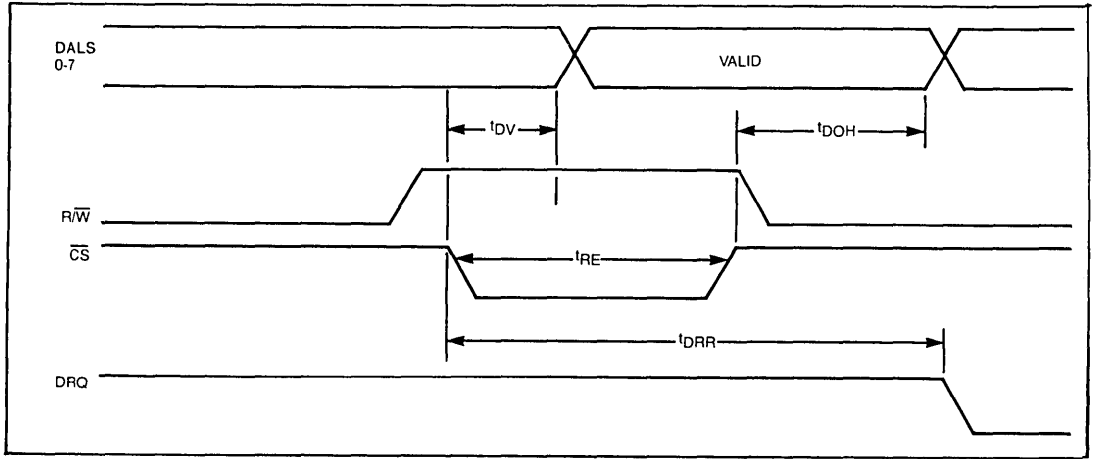 DALS
0-7
VALID
tDV
tDOH
R/W̅
C̅S̅
tRE
tDRR
DRQ